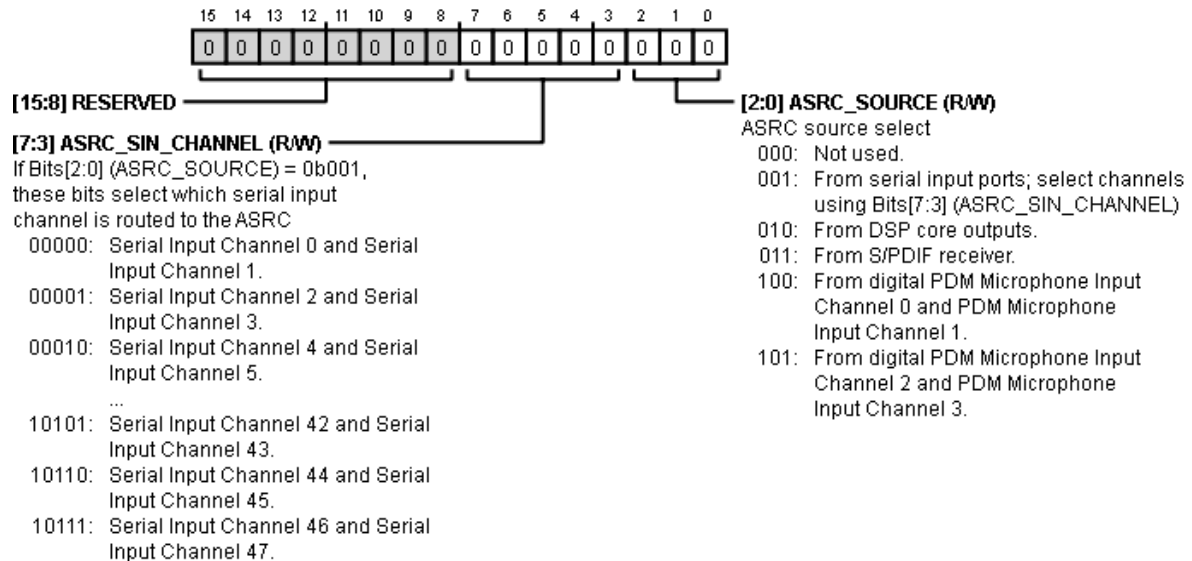 15 14 13 12 11 10 9 8 7 6 5 4 3 2 1 0
0 0 0 0 0 0 0 0 0 0 0 0 0 0 0 0
[15:8] RESERVED
[7:3] ASRC_SIN_CHANNEL (R/W)
If Bits[2:0] (ASRC_SOURCE) = 0b001,
these bits select which serial input
channel is routed to the ASRC
00000: Serial Input Channel 0 and Serial
Input Channel 1.
00001: Serial Input Channel 2 and Serial
Input Channel 3.
00010: Serial Input Channel 4 and Serial
Input Channel 5.
...
10101: Serial Input Channel 42 and Serial
Input Channel 43.
10110: Serial Input Channel 44 and Serial
Input Channel 45.
10111: Serial Input Channel 46 and Serial
Input Channel 47.
[2:0] ASRC_SOURCE (R/W)
ASRC source select
000: Not used.
001: From serial input ports; select channels
using Bits[7:3] (ASRC_SIN_CHANNEL)
010: From DSP core outputs.
011: From S/PDIF receiver.
100: From digital PDM Microphone Input
Channel 0 and PDM Microphone
Input Channel 1.
101: From digital PDM Microphone Input
Channel 2 and PDM Microphone
Input Channel 3.